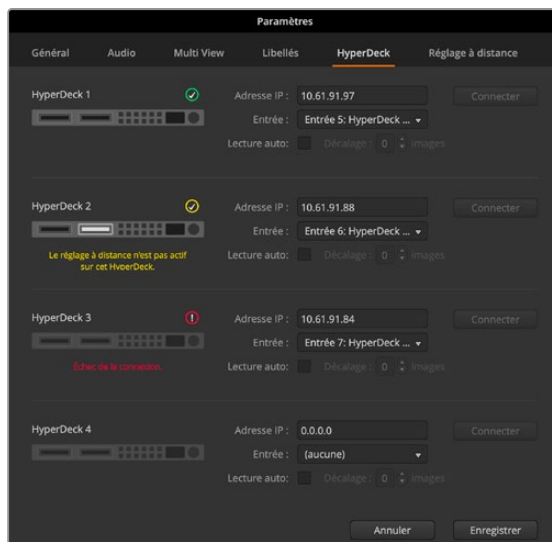 Paramètres
Général Audio Multi View Libellés HyperDeck Réglage à distance
HyperDeck 1
Adresse IP : 10.61.91.97 Connecter
Entrée : Entrée 5: HyperDeck ...
Lecture auto: Décalage : 0 images
HyperDeck 2
Adresse IP : 10.61.91.88 Connecter
Entrée : Entrée 6: HyperDeck ...
Le réglage à distance n'est pas actif
sur cet HyperDeck.
Lecture auto: Décalage : 0 images
HyperDeck 3
Adresse IP : 10.61.91.84 Connecter
Entrée : Entrée 7: HyperDeck ...
Échec de la connexion.
Lecture auto: Décalage : 0 images
HyperDeck 4
Adresse IP : 0.0.0.0 Connecter
Entrée : (aucune)
Lecture auto: Décalage : 0 images
Annuler Enregistrer